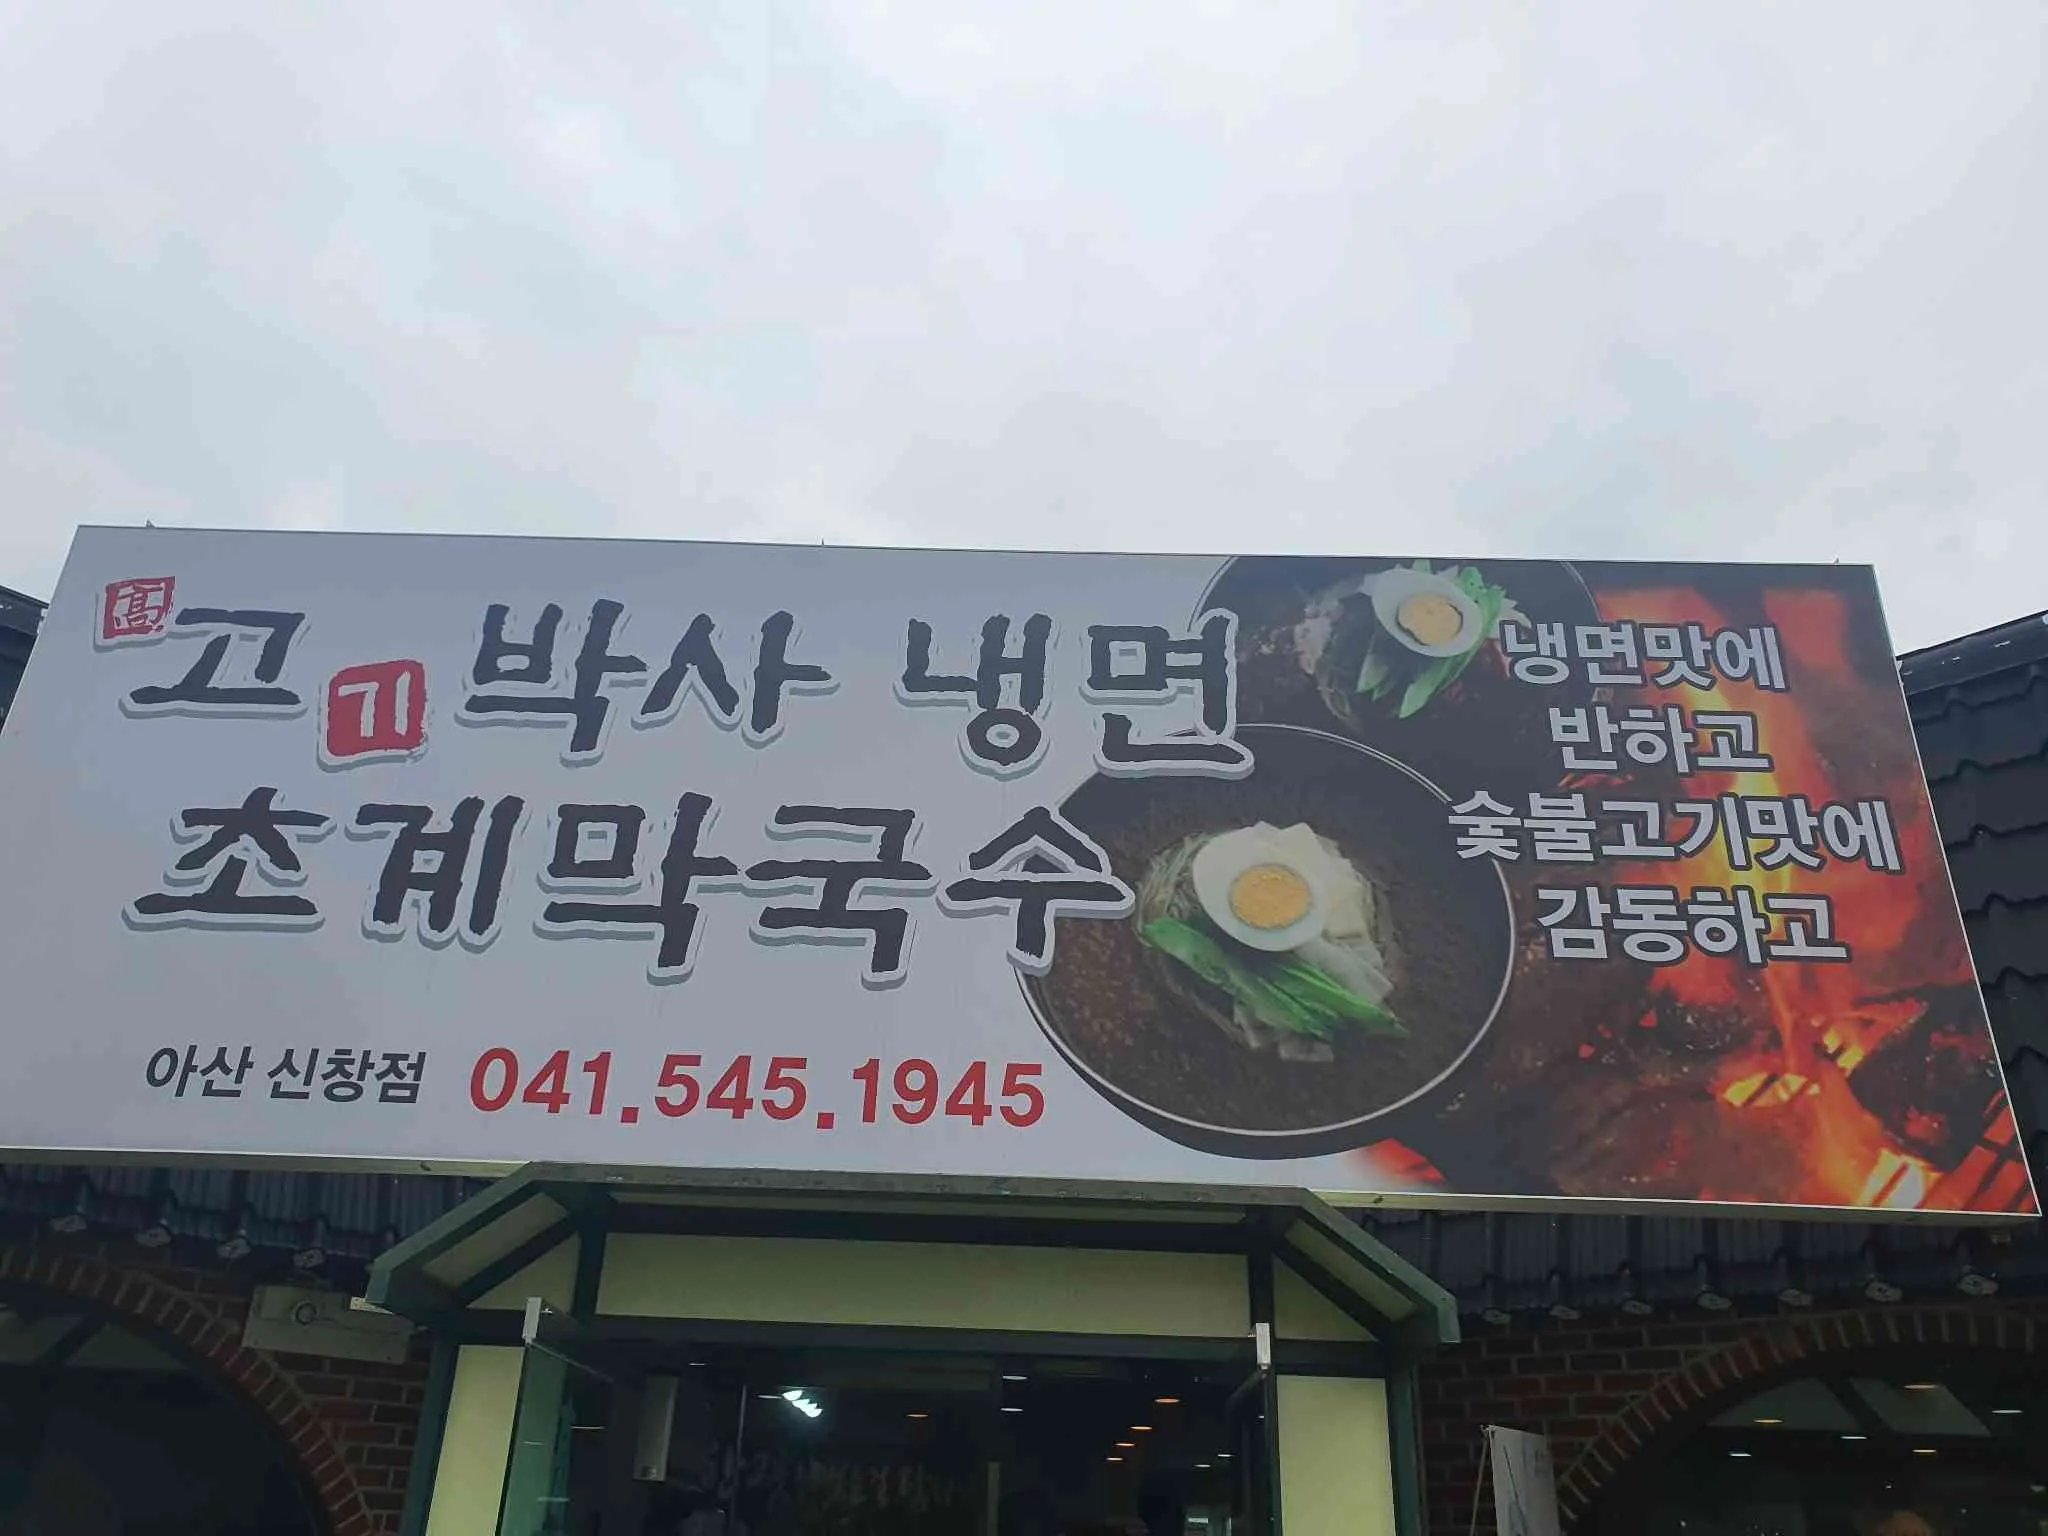 高
고기박사 냉면
초계막국수
아산 신창점 041.545.1945
냉면맛에
반하고
숯불고기맛에
감동하고